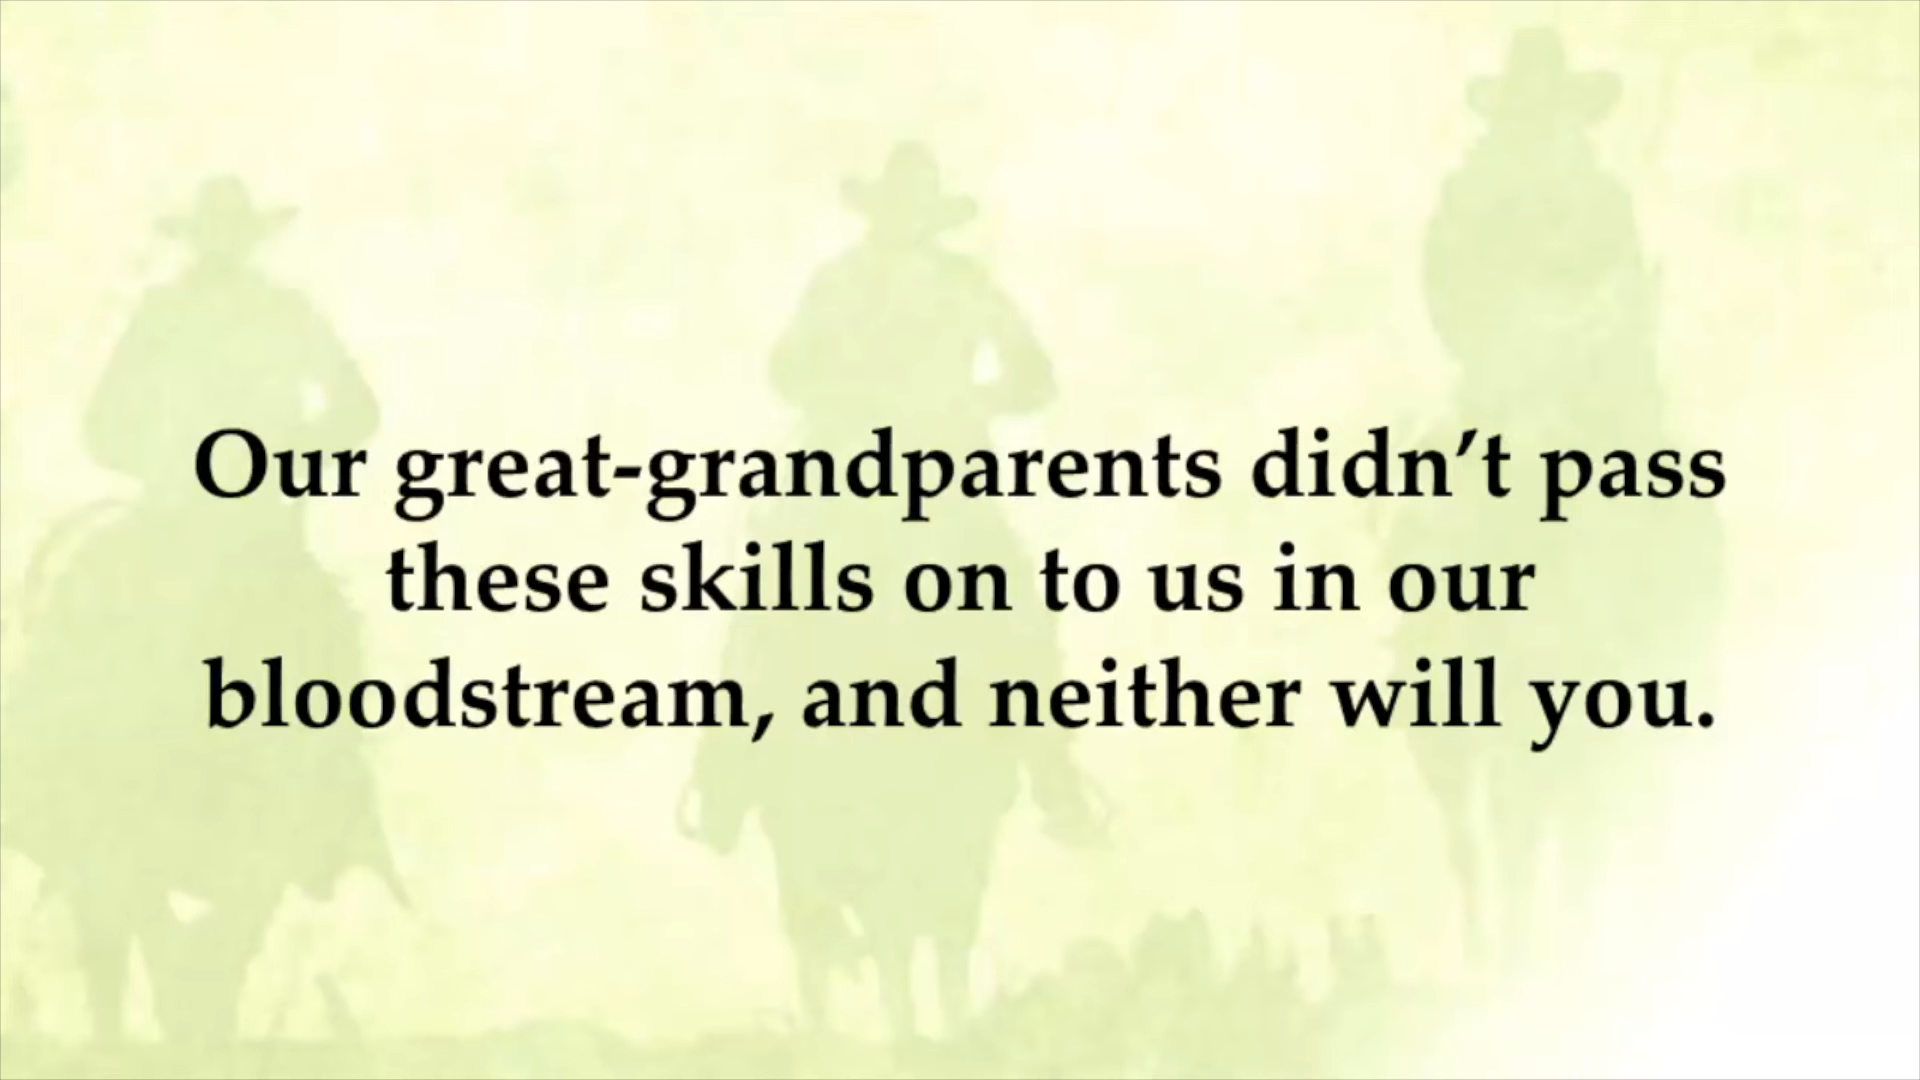 Our great-grandparents didn’t pass
these skills on to us in our
bloodstream, and neither will you.